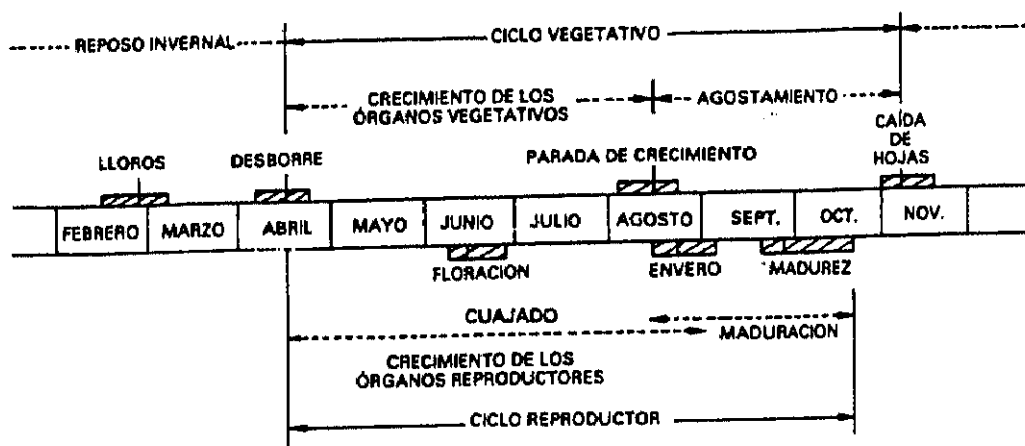 REPOSO INVERNAL
CICLO VEGETATIVO
CRECIMIENTO DE LOS
ÓRGANOS VEGETATIVOS
AGOSTAMIENTO
LLOROS
DESBORRE
PARADA DE CRECIMIENTO
CAÍDA
DE
HOJAS
FEBRERO MARZO ABRIL MAYO JUNIO JULIO AGOSTO SEPT. OCT. NOV.
FLORACION
ENVERO
MADUREZ
CUAJADO
MADURACION
CRECIMIENTO DE LOS
ÓRGANOS REPRODUCTORES
CICLO REPRODUCTOR